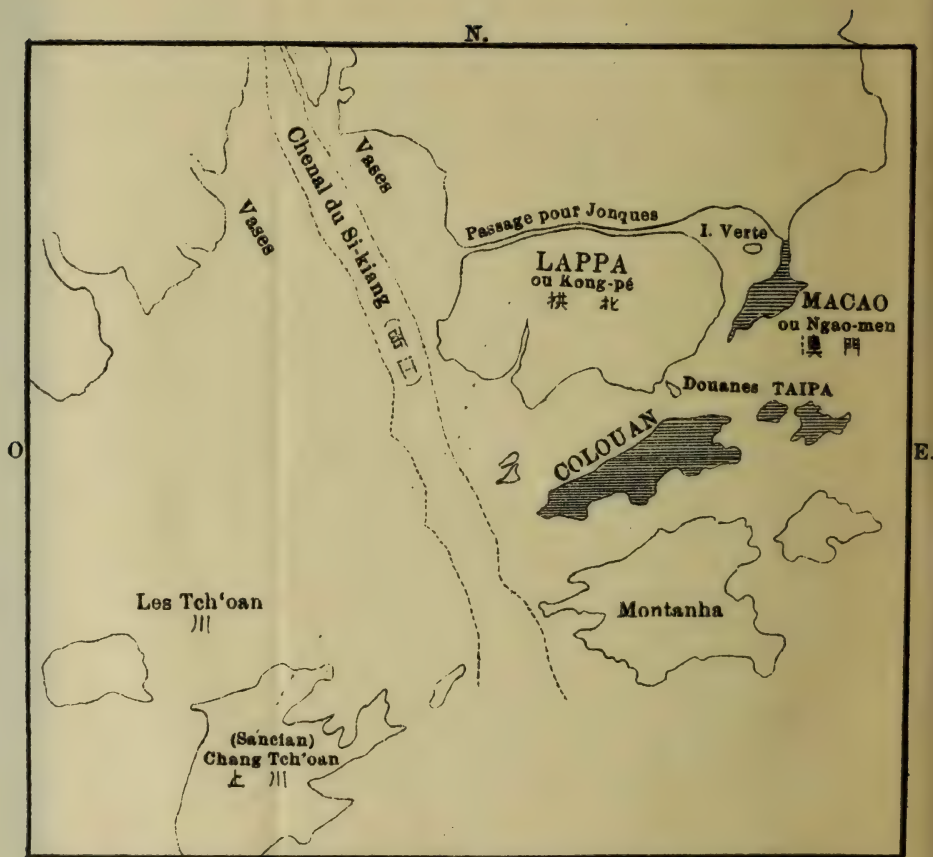 N.
Chenal du Si-kiang (西江)
Vases
Vases
Passage pour Jonques
I. Verte
LAPPA
ou Kong-pé
拱 北
MACAO
ou Ngao-men
澳 門
Douanes TAIPA
O
COLOUAN
E.
Les Tch'oan
川
Montanha
(Sancian)
Chang Tch'oan
上 川